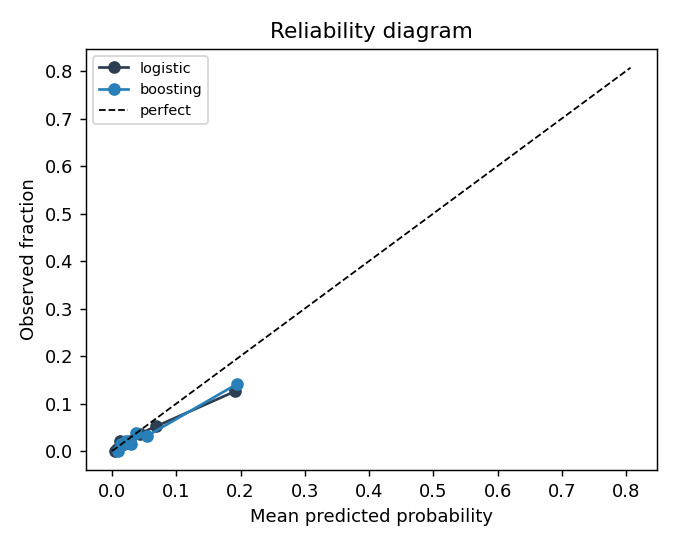 Reliability diagram
logistic
boosting
perfect
Observed fraction
0.8
0.7
0.6
0.5
0.4
0.3
0.2
0.1
0.0
0.0 0.1 0.2 0.3 0.4 0.5 0.6 0.7 0.8
Mean predicted probability